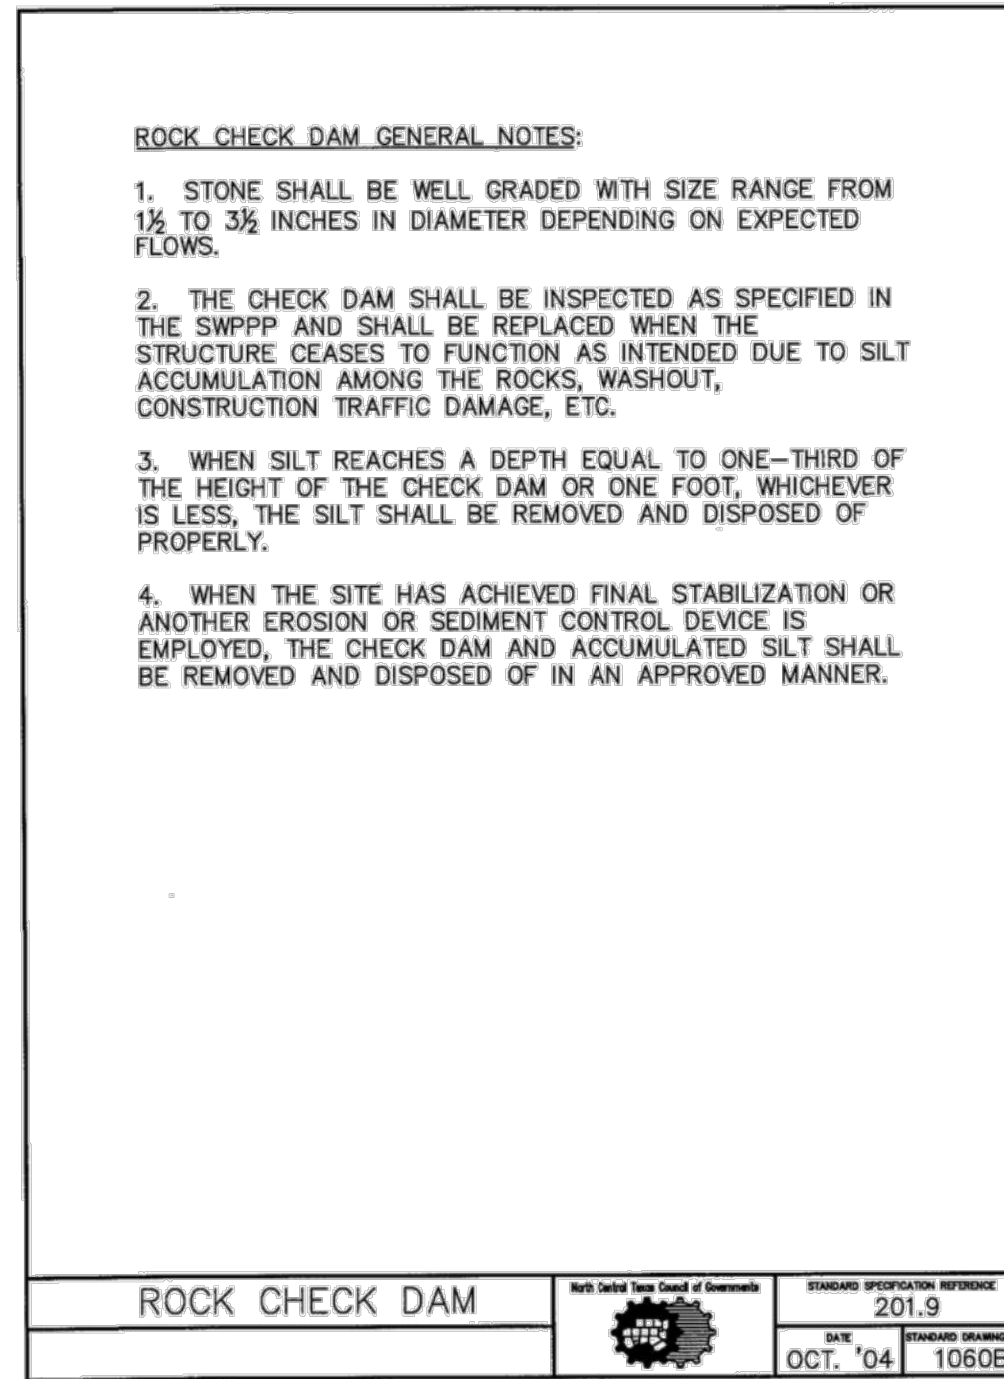 ROCK CHECK DAM GENERAL NOTES:
1. STONE SHALL BE WELL GRADED WITH SIZE RANGE FROM
1½ TO 3½ INCHES IN DIAMETER DEPENDING ON EXPECTED
FLOWS.
2. THE CHECK DAM SHALL BE INSPECTED AS SPECIFIED IN
THE SWPPP AND SHALL BE REPLACED WHEN THE
STRUCTURE CEASES TO FUNCTION AS INTENDED DUE TO SILT
ACCUMULATION AMONG THE ROCKS, WASHOUT,
CONSTRUCTION TRAFFIC DAMAGE, ETC.
3. WHEN SILT REACHES A DEPTH EQUAL TO ONE-THIRD OF
THE HEIGHT OF THE CHECK DAM OR ONE FOOT, WHICHEVER
IS LESS, THE SILT SHALL BE REMOVED AND DISPOSED OF
PROPERLY.
4. WHEN THE SITE HAS ACHIEVED FINAL STABILIZATION OR
ANOTHER EROSION OR SEDIMENT CONTROL DEVICE IS
EMPLOYED, THE CHECK DAM AND ACCUMULATED SILT SHALL
BE REMOVED AND DISPOSED OF IN AN APPROVED MANNER.
ROCK CHECK DAM
North Central Texas Council of Governments
STANDARD SPECIFICATION REFERENCE
201.9
DATE
OCT. '04
STANDARD DRAWING
1060B